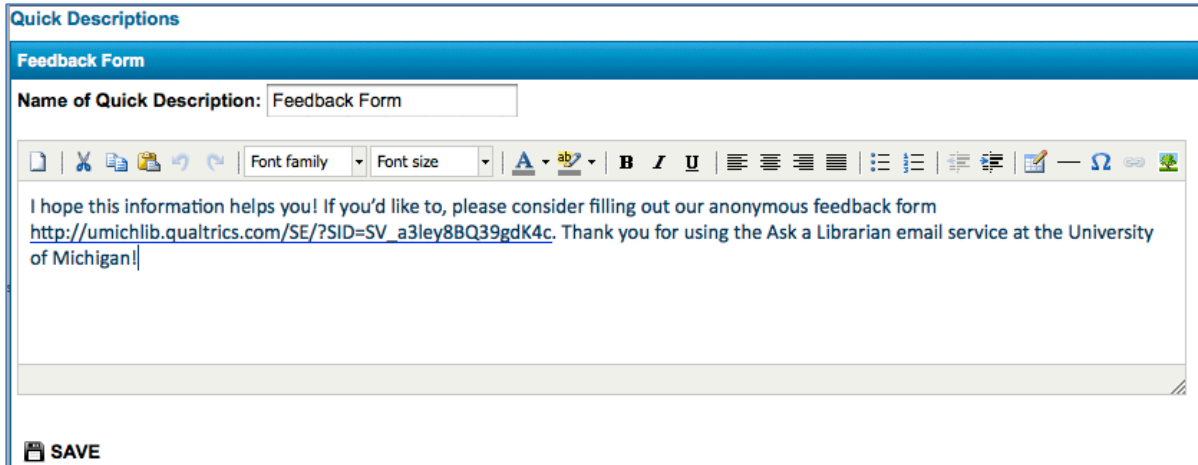 Quick Descriptions
Feedback Form
Name of Quick Description: Feedback Form
Font family Font size A ab B I U Ω
I hope this information helps you! If you'd like to, please consider filling out our anonymous feedback form
http://umichlib.qualtrics.com/SE/?SID=SV_a3ley8BQ39gdK4c. Thank you for using the Ask a Librarian email service at the University
of Michigan!
SAVE